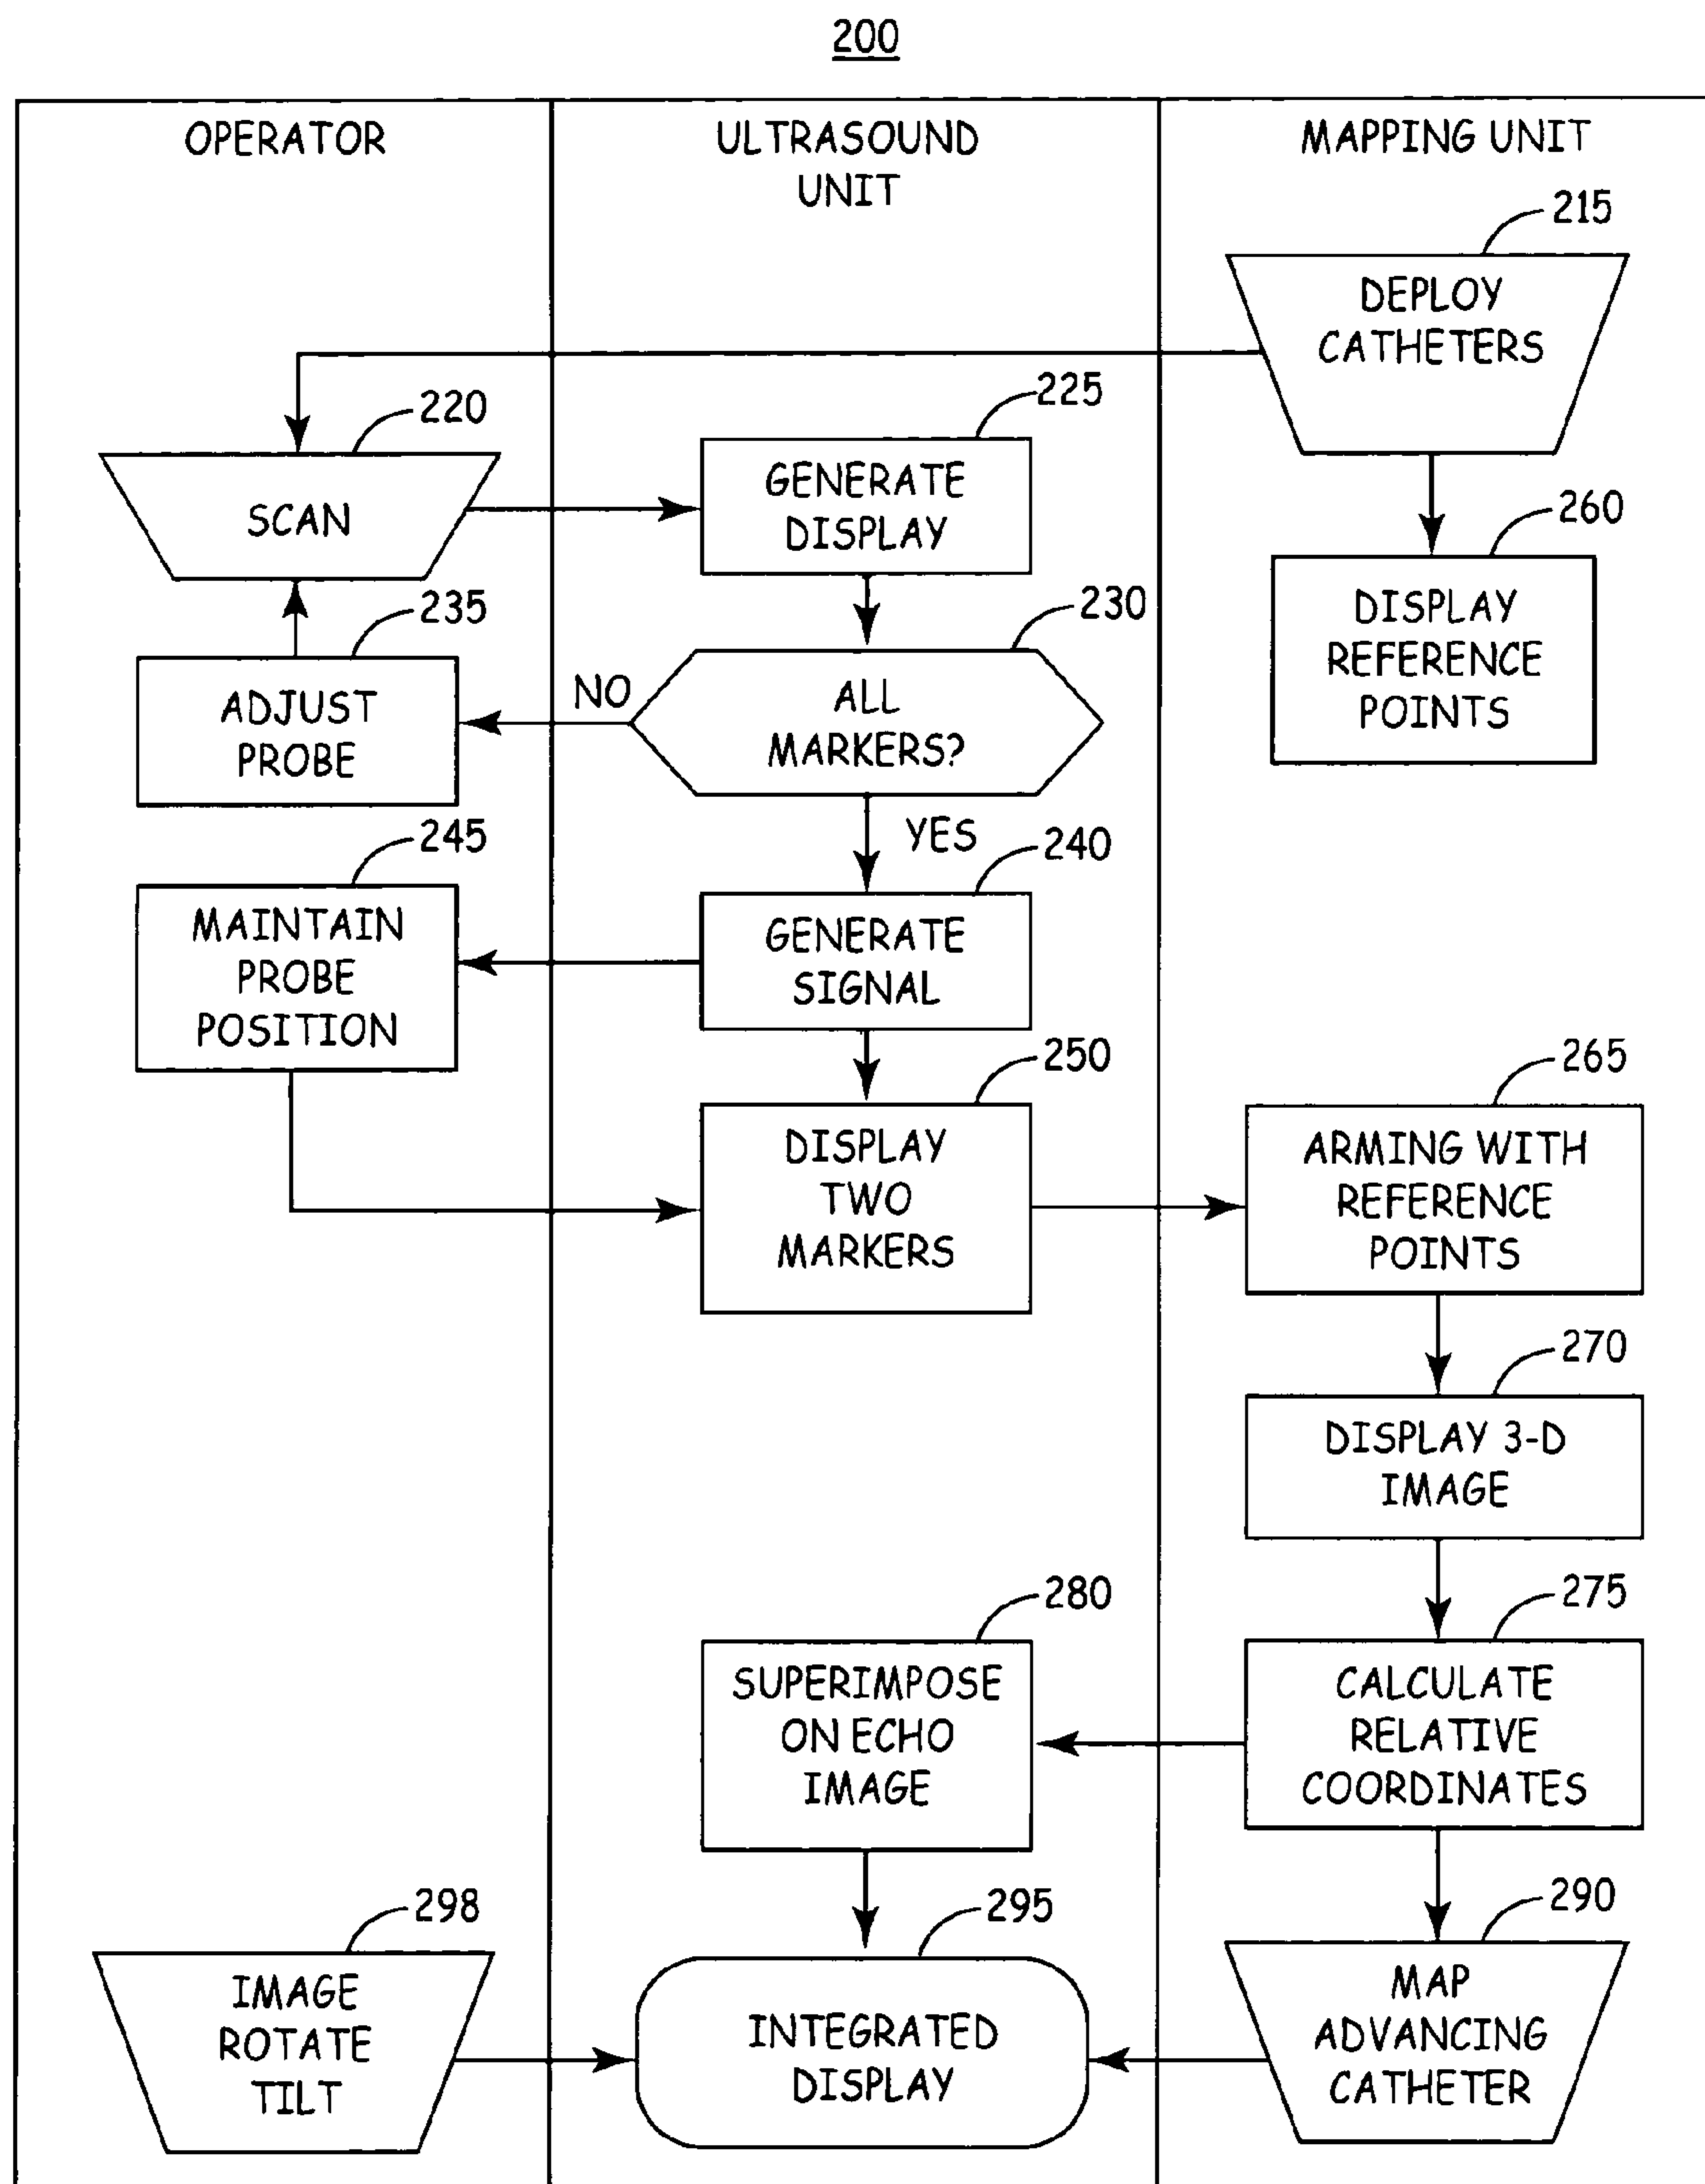 200
OPERATOR
ULTRASOUND
UNIT
MAPPING UNIT
215
DEPLOY
CATHETERS
220
SCAN
225
GENERATE
DISPLAY
260
DISPLAY
REFERENCE
POINTS
235
ADJUST
PROBE
NO
230
ALL
MARKERS?
YES
245
MAINTAIN
PROBE
POSITION
240
GENERATE
SIGNAL
250
DISPLAY
TWO
MARKERS
265
ARMING WITH
REFERENCE
POINTS
270
DISPLAY 3-D
IMAGE
280
SUPERIMPOSE
ON ECHO
IMAGE
275
CALCULATE
RELATIVE
COORDINATES
298
IMAGE
ROTATE
TILT
295
INTEGRATED
DISPLAY
290
MAP
ADVANCING
CATHETER